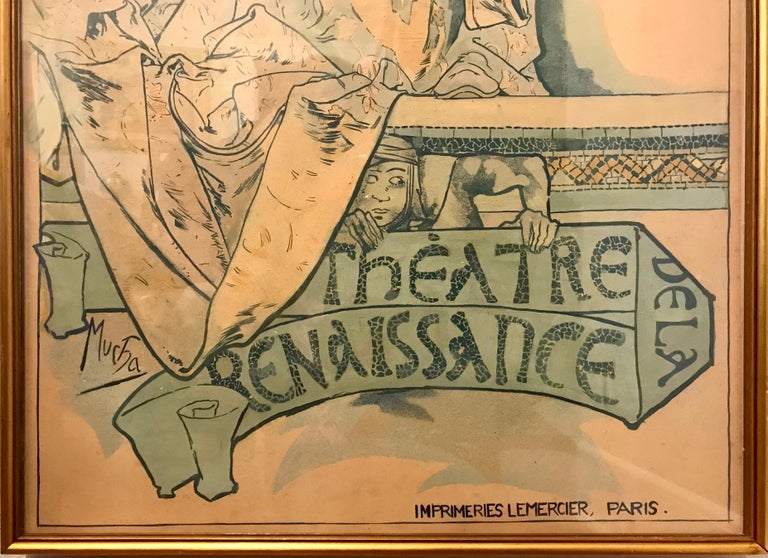 THÉATRE
DE LA
RENAISSANCE
Mucha
IMPRIMERIES LEMERCIER, PARIS.